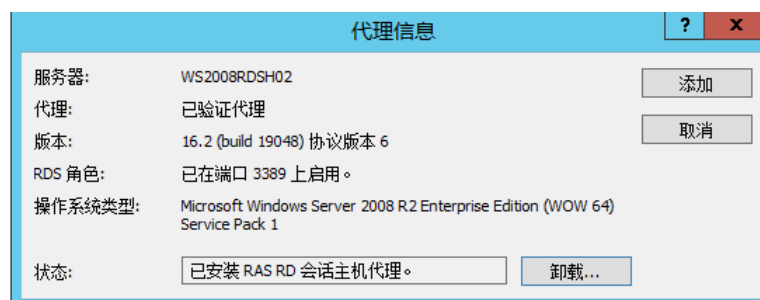 代理信息
? x
服务器: WS2008RDSH02 添加
代理: 已验证代理
版本: 16.2 (build 19048) 协议版本 6 取消
RDS 角色: 已在端口 3389 上启用。
操作系统类型: Microsoft Windows Server 2008 R2 Enterprise Edition (WOW 64)
Service Pack 1
状态: 已安装 RAS RD 会话主机代理。 卸载...